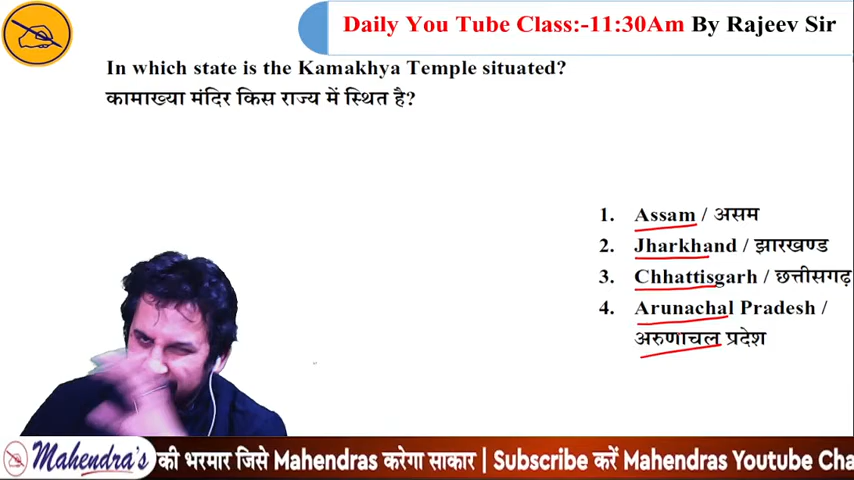 Daily You Tube Class:-11:30Am By Rajeev Sir
In which state is the Kamakhya Temple situated?
कामाख्या मंदिर किस राज्य में स्थित है?
1. Assam / असम
2. Jharkhand / झारखण्ड
3. Chhattisgarh / छत्तीसगढ़
4. Arunachal Pradesh /
अरुणाचल प्रदेश
Mahendra's की भरमार जिसे Mahendras करेगा साकार | Subscribe करें Mahendras Youtube Cha